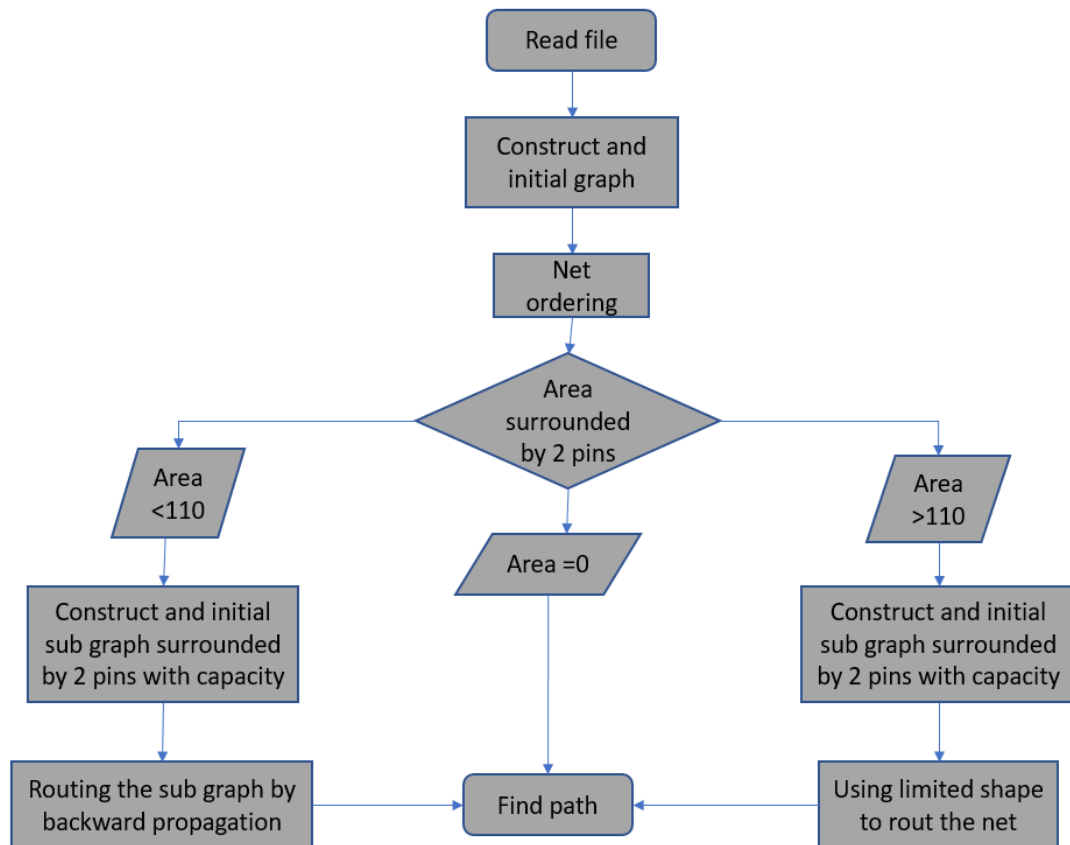 Read file
Construct and
initial graph
Net
ordering
Area
surrounded
by 2 pins
Area
<110
Area =0
Area
>110
Construct and initial
sub graph surrounded
by 2 pins with capacity
Construct and initial
sub graph surrounded
by 2 pins with capacity
Routing the sub graph by
backward propagation
Find path
Using limited shape
to rout the net